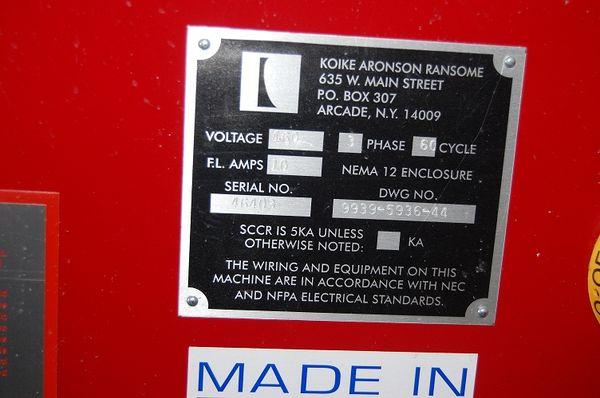 KOIKE ARONSON RANSOME
635 W. MAIN STREET
P.O. BOX 307
ARCADE, N.Y. 14009
VOLTAGE 460 3 PHASE 60 CYCLE
F.L. AMPS 10 NEMA 12 ENCLOSURE
SERIAL NO. DWG NO.
9939-5936-44
SCCR IS 5KA UNLESS
OTHERWISE NOTED: KA
THE WIRING AND EQUIPMENT ON THIS
MACHINE ARE IN ACCORDANCE WITH NEC
AND NFPA ELECTRICAL STANDARDS.
MADE IN